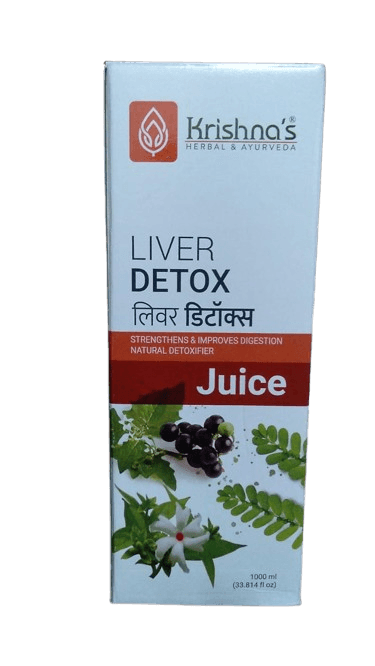 Krishna's®
HERBAL & AYURVEDA
LIVER
DETOX
लिवर डिटॉक्स
STRENGTHENS & IMPROVES DIGESTION
NATURAL DETOXIFIER
Juice
1000 ml
(33.814 fl oz)